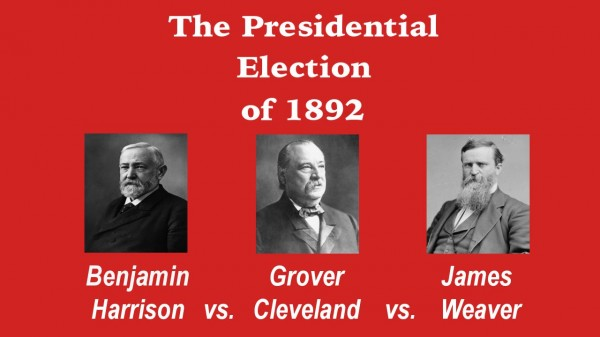 The Presidential
Election
of 1892
Benjamin Grover James
Harrison vs. Cleveland vs. Weaver